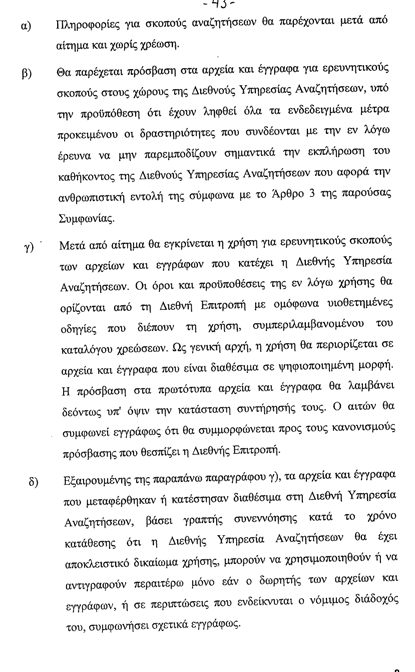 - 43 -
α) Πληροφορίες για σκοπούς αναζητήσεων θα παρέχονται μετά από
αίτημα και χωρίς χρέωση.
β) Θα παρέχεται πρόσβαση στα αρχεία και έγγραφα για ερευνητικούς
σκοπούς στους χώρους της Διεθνούς Υπηρεσίας Αναζητήσεων, υπό
την προϋπόθεση ότι έχουν ληφθεί όλα τα ενδεδειγμένα μέτρα
προκειμένου οι δραστηριότητες που συνδέονται με την εν λόγω
έρευνα να μην παρεμποδίζουν σημαντικά την εκπλήρωση του
καθήκοντος της Διεθνούς Υπηρεσίας Αναζητήσεων που αφορά την
ανθρωπιστική εντολή της σύμφωνα με το Άρθρο 3 της παρούσας
Συμφωνίας.
γ) Μετά από αίτημα θα εγκρίνεται η χρήση για ερευνητικούς σκοπούς
των αρχείων και εγγράφων που κατέχει η Διεθνής Υπηρεσία
Αναζητήσεων. Οι όροι και προϋποθέσεις της εν λόγω χρήσης θα
ορίζονται από τη Διεθνή Επιτροπή με ομόφωνα υιοθετημένες
οδηγίες που διέπουν τη χρήση, συμπεριλαμβανομένου του
καταλόγου χρεώσεων. Ως γενική αρχή, η χρήση θα περιορίζεται σε
αρχεία και έγγραφα που είναι διαθέσιμα σε ψηφιοποιημένη μορφή.
Η πρόσβαση στα πρωτότυπα αρχεία και έγγραφα θα λαμβάνει
δεόντως υπ' όψιν την κατάσταση συντήρησής τους. Ο αιτών θα
συμφωνεί εγγράφως ότι θα συμμορφώνεται προς τους κανονισμούς
πρόσβασης που θεσπίζει η Διεθνής Επιτροπή.
δ) Εξαιρουμένης της παραπάνω παραγράφου γ), τα αρχεία και έγγραφα
που μεταφέρθηκαν ή κατέστησαν διαθέσιμα στη Διεθνή Υπηρεσία
Αναζητήσεων, βάσει γραπτής συνεννόησης κατά το χρόνο
κατάθεσης ότι η Διεθνής Υπηρεσία Αναζητήσεων θα έχει
αποκλειστικό δικαίωμα χρήσης, μπορούν να χρησιμοποιηθούν ή να
αντιγραφούν περαιτέρω μόνο εάν ο δωρητής των αρχείων και
εγγράφων, ή σε περιπτώσεις που ενδείκνυται ο νόμιμος διάδοχός
του, συμφωνήσει σχετικά εγγράφως.